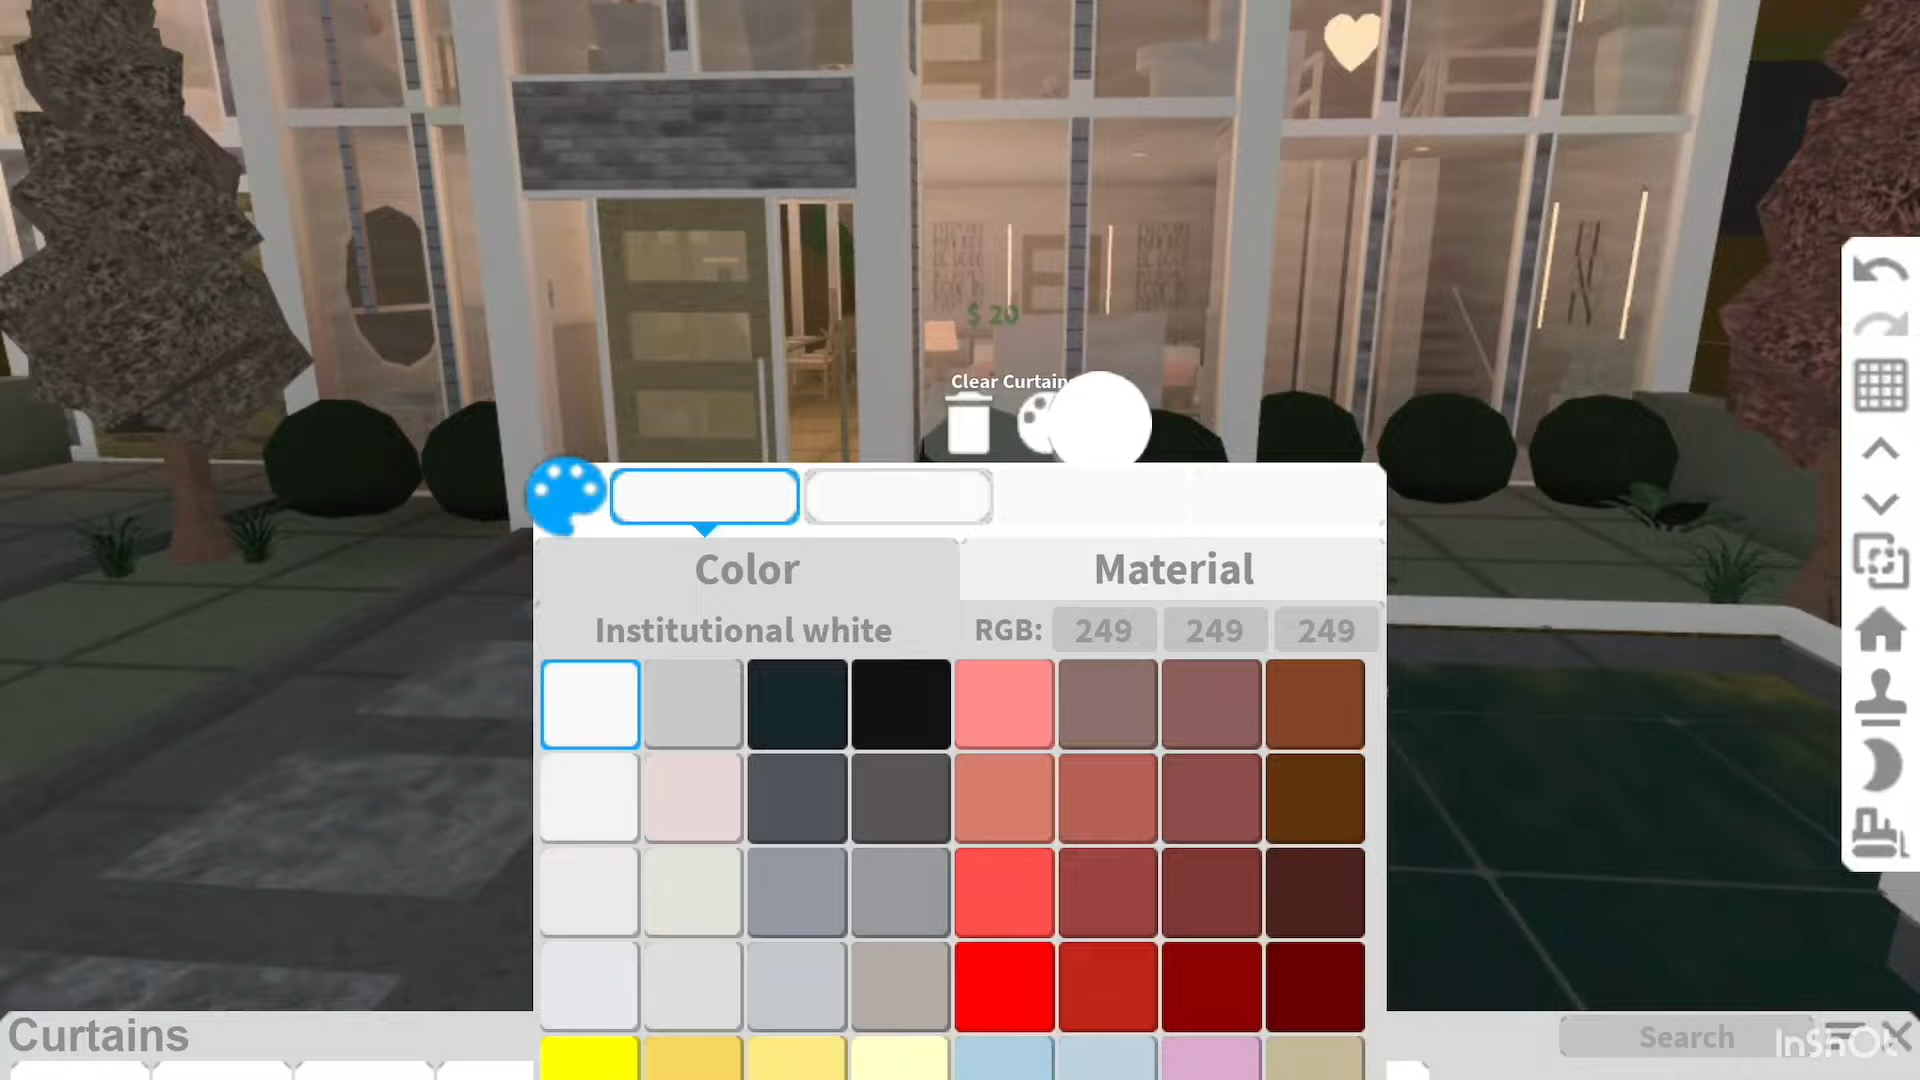 $ 20
Clear Curtain
Color
Material
Institutional white
RGB: 249 249 249
Curtains
Search
InShOt